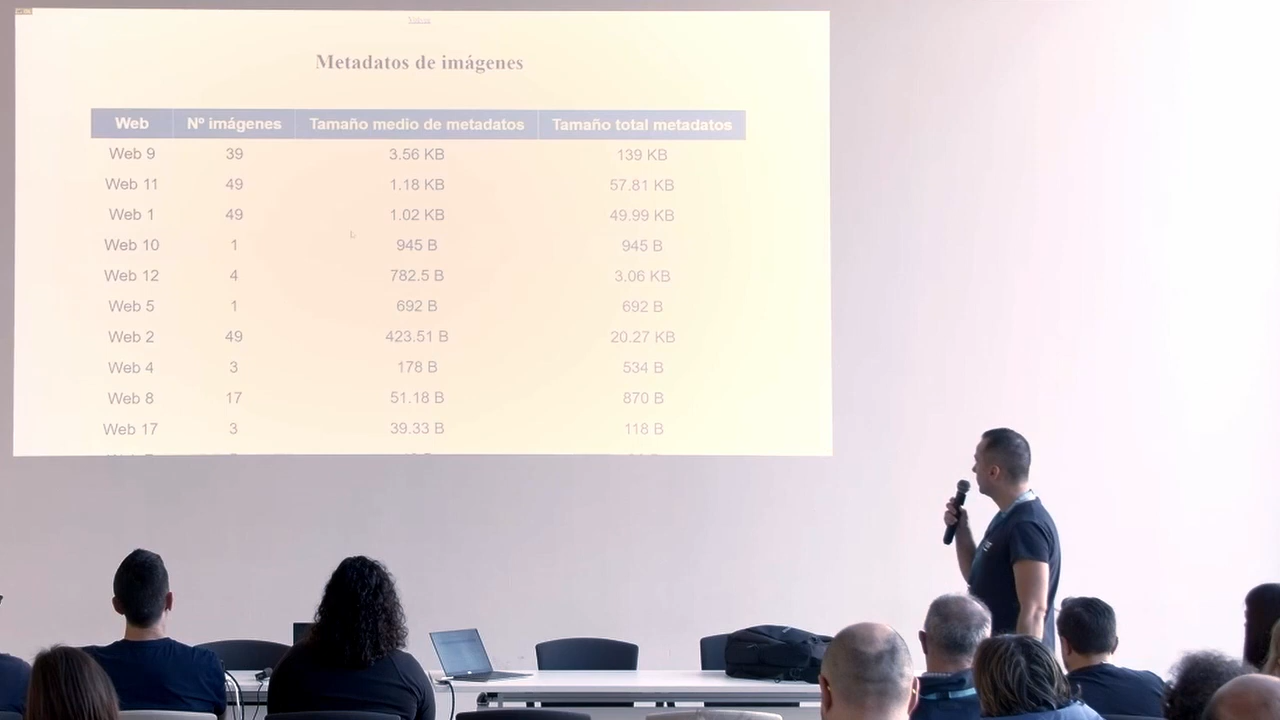 Metadatos de imágenes
Web Nº imágenes Tamaño medio de metadatos Tamaño total metadatos
Web 9 39 3.56 KB 139 KB
Web 11 49 1.18 KB 57.81 KB
Web 1 49 1.02 KB 49.99 KB
Web 10 1 945 B 945 B
Web 12 4 782.5 B 3.06 KB
Web 5 1 692 B 692 B
Web 2 49 423.51 B 20.27 KB
Web 4 3 178 B 534 B
Web 8 17 51.18 B 870 B
Web 17 3 39.33 B 118 B